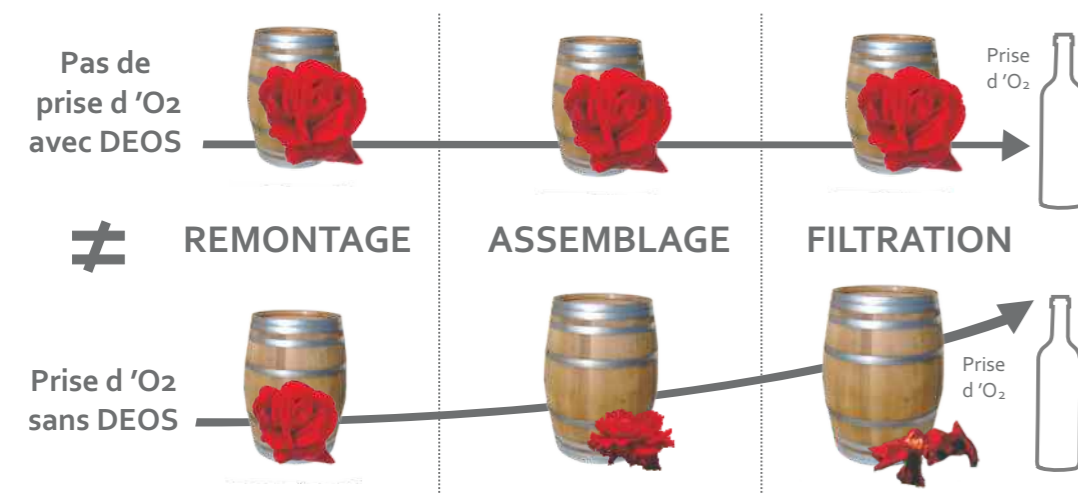 Pas de
prise d ’O2
avec DEOS
Prise
d ’O₂
≠
REMONTAGE
ASSEMBLAGE
FILTRATION
Prise d ’O2
sans DEOS
Prise
d ’O₂